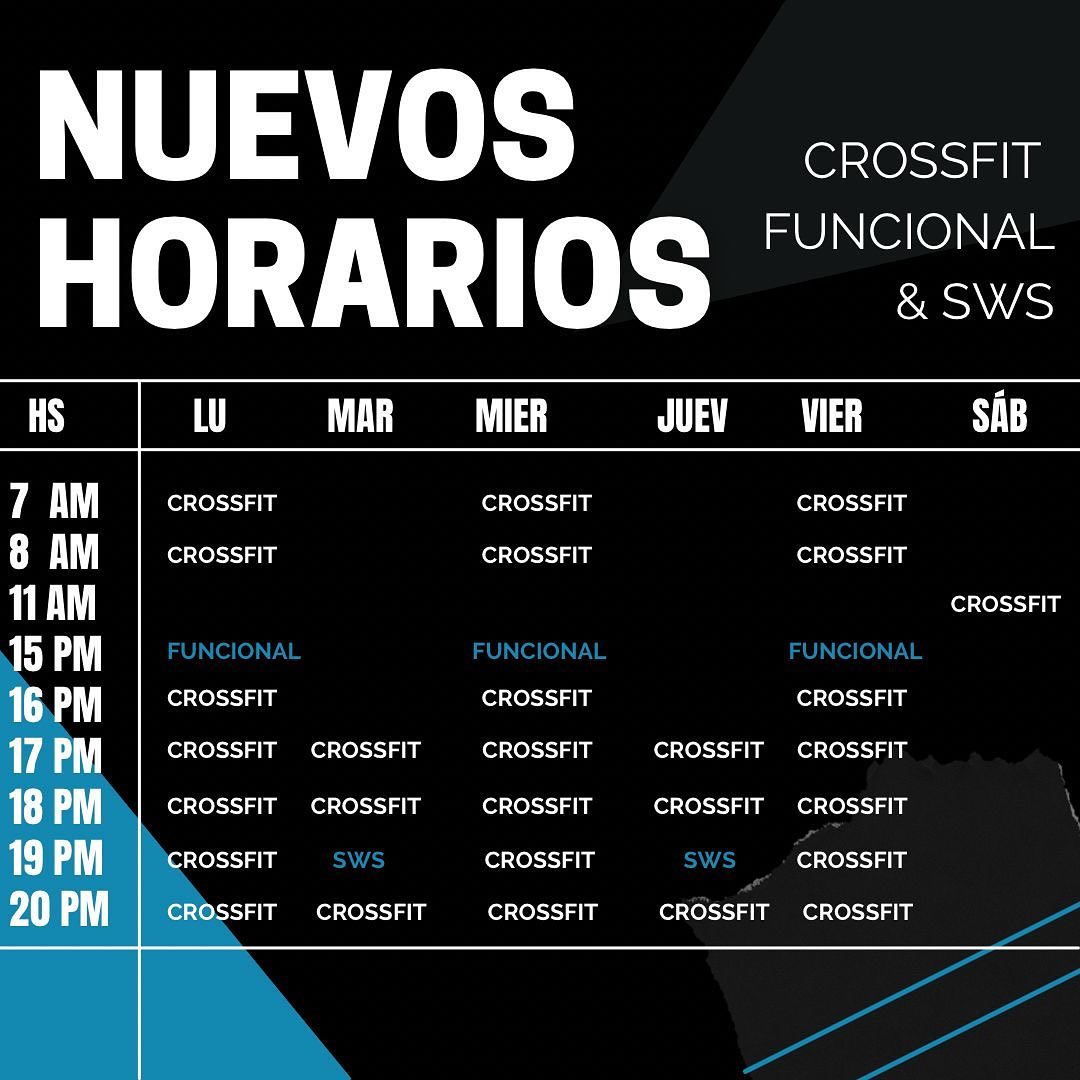 NUEVOS
HORARIOS
CROSSFIT
FUNCIONAL
& SWS
HS LU MAR MIER JUEV VIER SÁB
7 AM CROSSFIT CROSSFIT CROSSFIT
8 AM CROSSFIT CROSSFIT CROSSFIT
11 AM CROSSFIT
15 PM FUNCIONAL FUNCIONAL FUNCIONAL
16 PM CROSSFIT CROSSFIT CROSSFIT
17 PM CROSSFIT CROSSFIT CROSSFIT CROSSFIT CROSSFIT
18 PM CROSSFIT CROSSFIT CROSSFIT CROSSFIT CROSSFIT
19 PM CROSSFIT SWS CROSSFIT SWS CROSSFIT
20 PM CROSSFIT CROSSFIT CROSSFIT CROSSFIT CROSSFIT